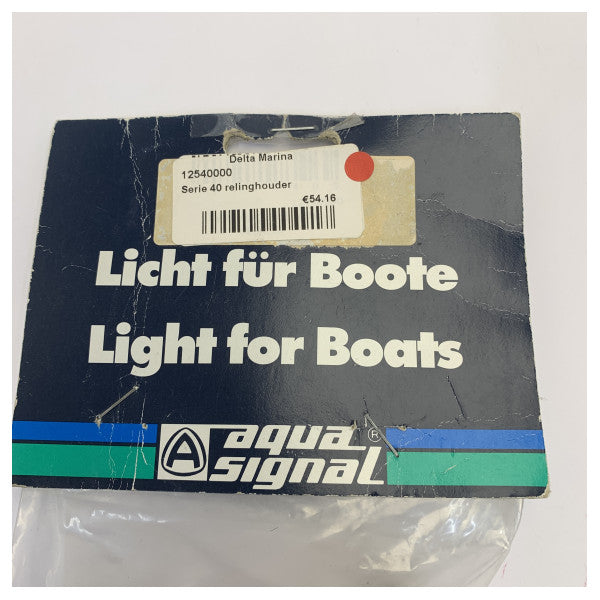 Delta Marina
12540000
Serie 40 relinghouder
€54.16
Licht für Boote
Light for Boats
A aqua ®
signal